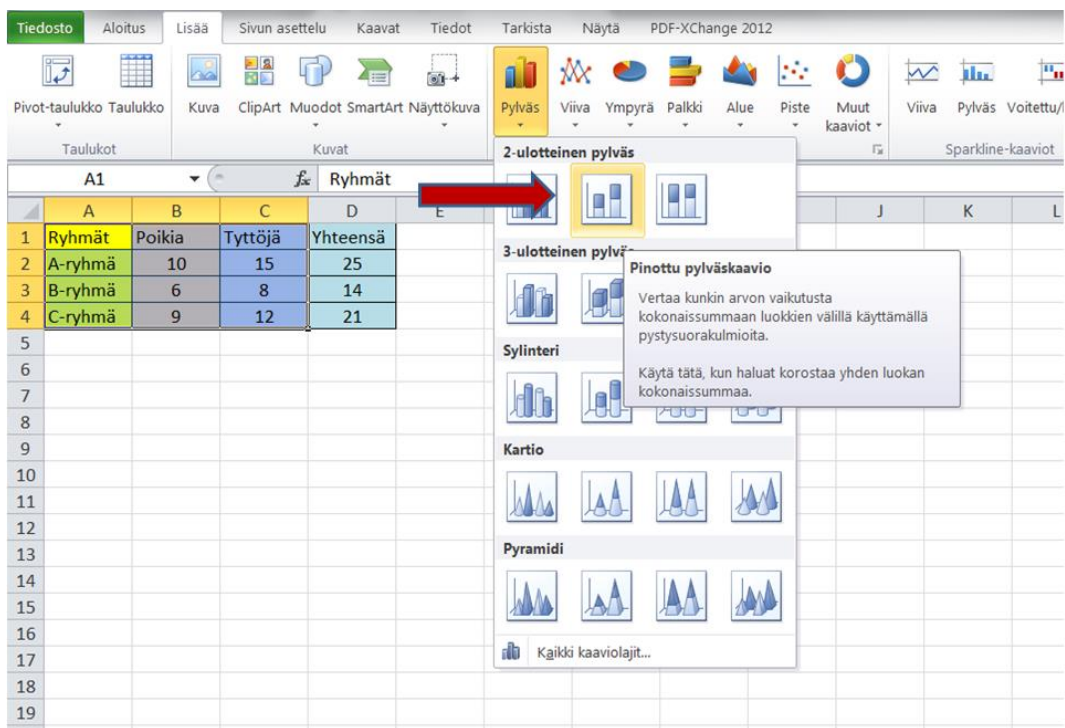 Tiedosto Aloitus Lisää Sivun asettelu Kaavat Tiedot Tarkista Näytä PDF-XChange 2012
Pivot-taulukko Taulukko Kuva ClipArt Muodot SmartArt Näyttökuva Pylväs Viiva Ympyrä Palkki Alue Piste Muut kaaviot Viiva Pylväs Voitettu/
Taulukot Kuvat Sparkline-kaaviot
A1 fx Ryhmät
2-ulotteinen pylväs
A B C D E J K L
1 Ryhmät Poikia Tyttöjä Yhteensä
2 A-ryhmä 10 15 25
3 B-ryhmä 6 8 14
4 C-ryhmä 9 12 21
5
6
7
8
9
10
11
12
13
14
15
16
17
18
19
3-ulotteinen pylväs
Pinottu pylväskaavio
Vertaa kunkin arvon vaikutusta
kokonaissummaan luokkien välillä käyttämällä
pystysuorakulmioita.
Käytä tätä, kun haluat korostaa yhden luokan
kokonaissummaa.
Sylinteri
Kartio
Pyramidi
Kaikki kaaviolajit...